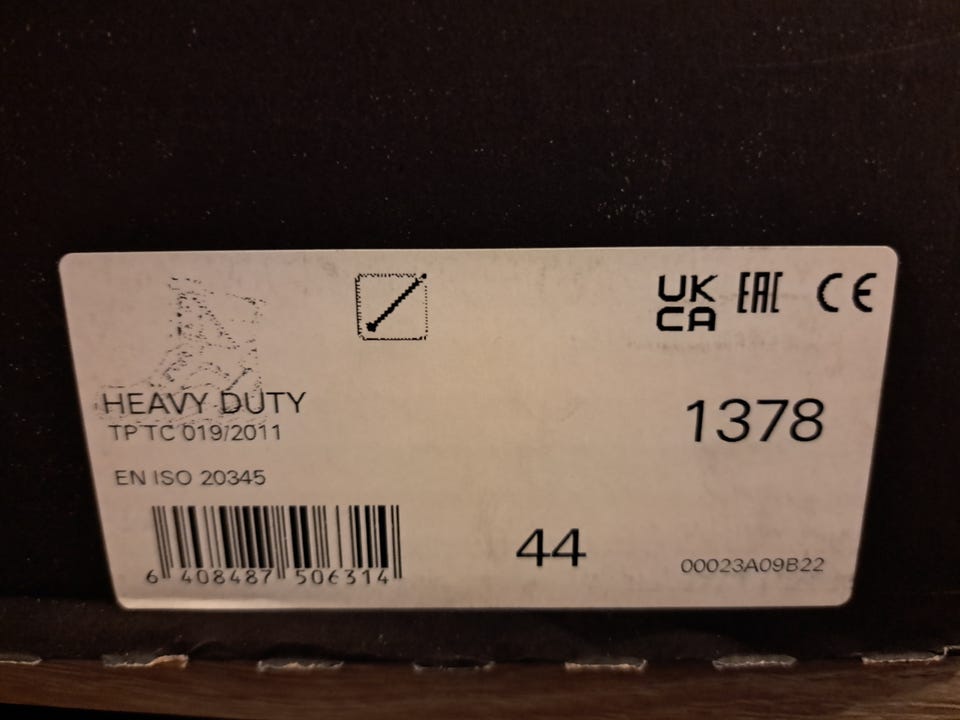 UK
CA
EAC
CE
HEAVY DUTY
TP TC 019/2011
1378
EN ISO 20345
6 408487 506314
44
00023A09B22